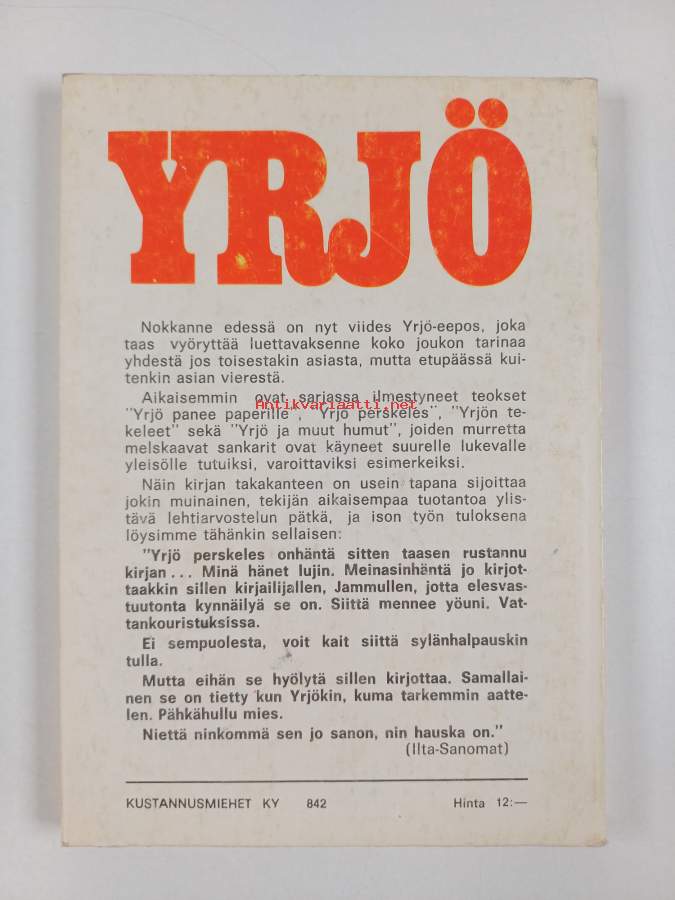 YRJÖ
Nokkanne edessä on nyt viides Yrjö-eepos, joka
taas vyöryttää luettavaksenne koko joukon tarinaa
yhdestä jos toisestakin asiasta, mutta etupäässä kui-
tenkin asian vierestä.
Aikaisemmin ovat sarjassa ilmestyneet teokset
Antikvariaatti.net
"Yrjö panee paperille", "Yrjö perskeles", "Yrjön te-
keleet" sekä "Yrjö ja muut humut", joiden murretta
melskaavat sankarit ovat käyneet suurelle lukevalle
yleisölle tutuiksi, varoittaviksi esimerkeiksi.
Näin kirjan takakanteen on usein tapana sijoittaa
jokin muinainen, tekijän aikaisempaa tuotantoa ylis-
tävä lehtiarvostelun pätkä, ja ison työn tuloksena
löysimme tähänkin sellaisen:
"Yrjö perskeles onhäntä sitten taasen rustannu
kirjan... Minä hänet lujin. Meinasinhäntä jo kirjot-
taakkin sillen kirjailijallen, Jammullen, jotta elesvas-
tuutonta kynnäilyä se on. Siittä mennee yöuni. Vat-
tankouristuksissa.
Ei sempuolesta, voit kait siittä sylänhalpauskin
tulla.
Mutta eihän se hyölytä sillen kirjottaa. Samallai-
nen se on tietty kun Yrjökin, kuma tarkemmin aatte-
len. Pähkähullu mies.
Niettä ninkommä sen jo sanon, nin hauska on."
(Ilta-Sanomat)
KUSTANNUSMIEHET KY 842 Hinta 12:—